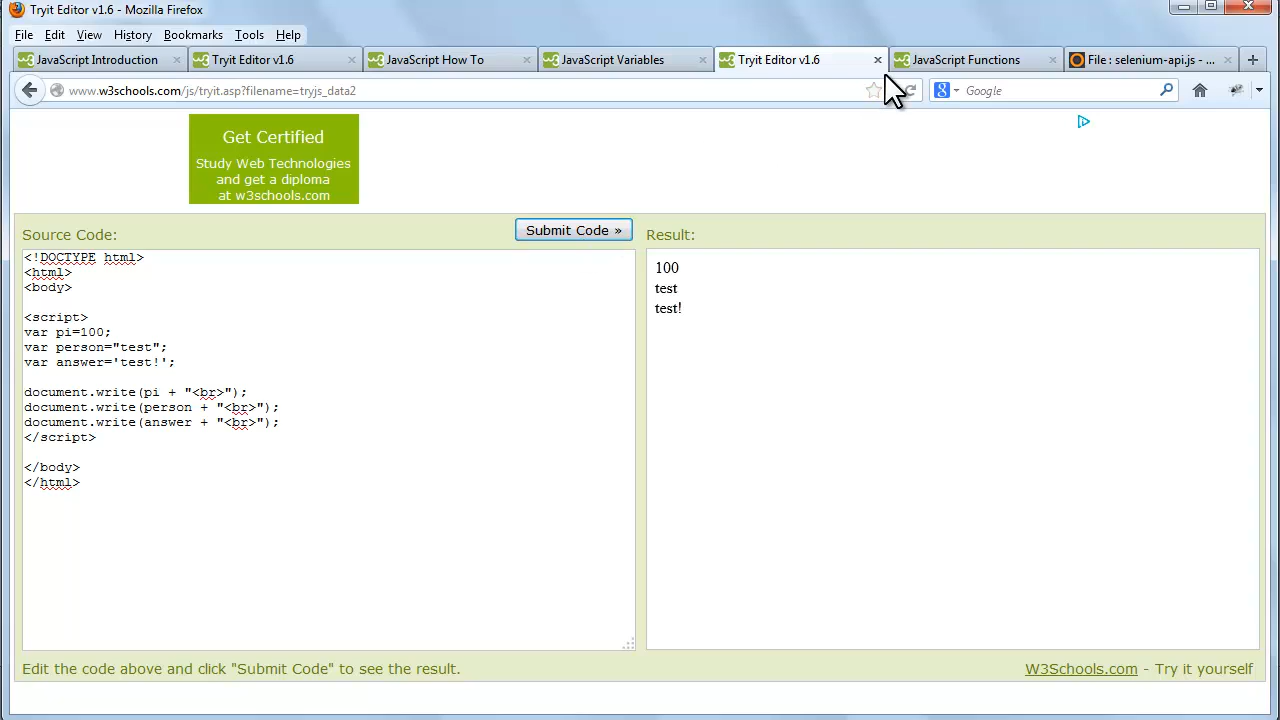 Tryit Editor v1.6 - Mozilla Firefox
File Edit View History Bookmarks Tools Help
JavaScript Introduction Tryit Editor v1.6 JavaScript How To JavaScript Variables Tryit Editor v1.6 JavaScript Functions File : selenium-api.js - ...
www.w3schools.com/js/tryit.asp?filename=tryjs_data2 Google
Get Certified
Study Web Technologies
and get a diploma
at w3schools.com
Source Code:
Submit Code »
<!DOCTYPE html>
<html>
<body>
<script>
var pi=100;
var person="test";
var answer='test!';
document.write(pi + "<br>");
document.write(person + "<br>");
document.write(answer + "<br>");
</script>
</body>
</html>
Result:
100
test
test!
Edit the code above and click "Submit Code" to see the result.
W3Schools.com - Try it yourself